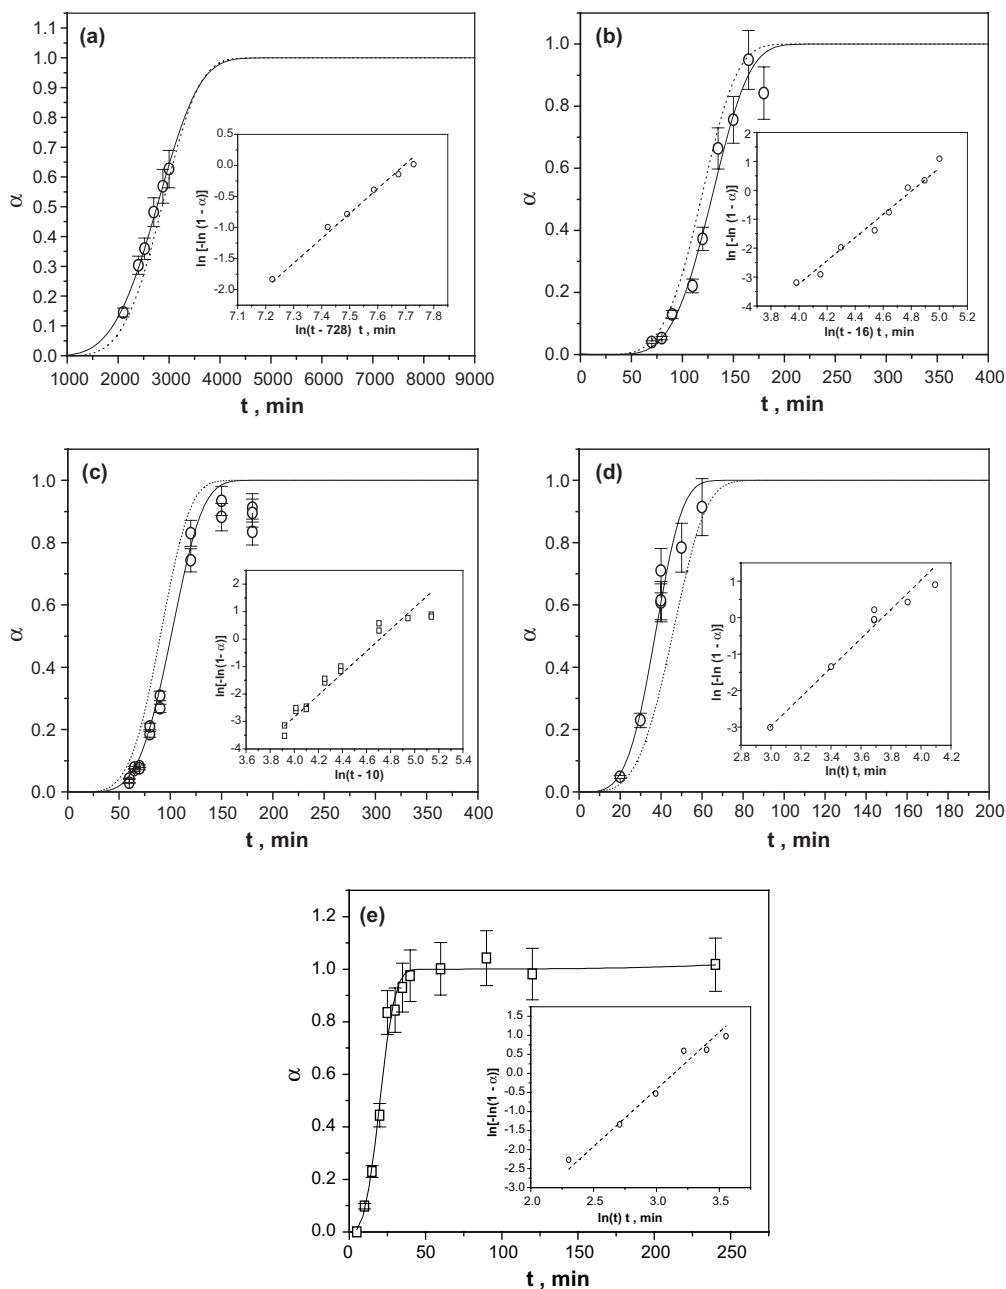 (a)
1.1
1.0
0.9
0.8
0.7
0.6
0.5
0.4
0.3
0.2
0.1
0.0
α
1000 2000 3000 4000 5000 6000 7000 8000 9000
t , min
0.5
0.0
-0.5
-1.0
-1.5
-2.0
ln [-ln (1 - α)]
7.1 7.2 7.3 7.4 7.5 7.6 7.7 7.8
ln(t - 728) t , min
(b)
1.0
0.8
0.6
0.4
0.2
0.0
α
0 50 100 150 200 250 300 350 400
t , min
2
1
0
-1
-2
-3
-4
ln [-ln (1 - α)]
3.8 4.0 4.2 4.4 4.6 4.8 5.0 5.2
ln(t - 16) t , min
(c)
1.0
0.8
0.6
0.4
0.2
0.0
α
0 50 100 150 200 250 300 350 400
t , min
2
1
0
-1
-2
-3
-4
ln[-ln(1- α)]
3.6 3.8 4.0 4.2 4.4 4.6 4.8 5.0 5.2 5.4
ln(t - 10)
(d)
1.0
0.8
0.6
0.4
0.2
0.0
α
0 20 40 60 80 100 120 140 160 180 200
t , min
1
0
-1
-2
-3
ln [-ln (1 - α)]
2.8 3.0 3.2 3.4 3.6 3.8 4.0 4.2
ln(t) t, min
(e)
1.2
1.0
0.8
0.6
0.4
0.2
0.0
α
0 50 100 150 200 250
t , min
1.5
1.0
0.5
0.0
-0.5
-1.0
-1.5
-2.0
-2.5
-3.0
ln[-ln(1 - α)]
2.0 2.5 3.0 3.5
ln(t) t , min